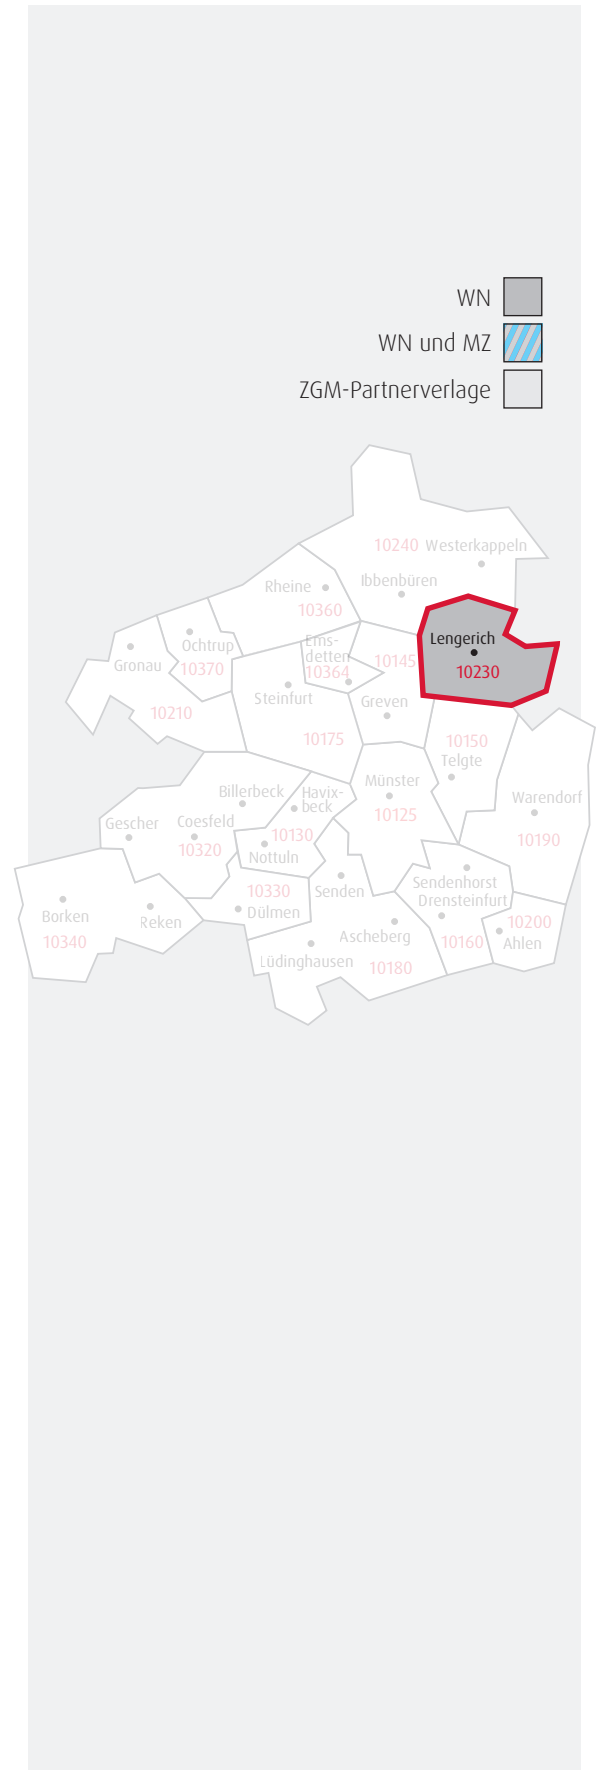 WN
WN und MZ
ZGM-Partnerverlage
10240 Westerkappeln
Ibbenbüren
Rheine
10360
Lengerich
10230
Ochtrup
10370
Gronau
10210
Ems-
detten
10364
10145
Steinfurt
Greven
10175
10150
Telgte
Münster
10125
Warendorf
10190
Billerbeck
Havix-
beck
Gescher
Coesfeld
10320
10130
Nottuln
10330
Dülmen
Senden
Sendenhorst
Drensteinfurt
Borken
10340
Reken
10200
Ahlen
Ascheberg
10160
Lüdinghausen
10180